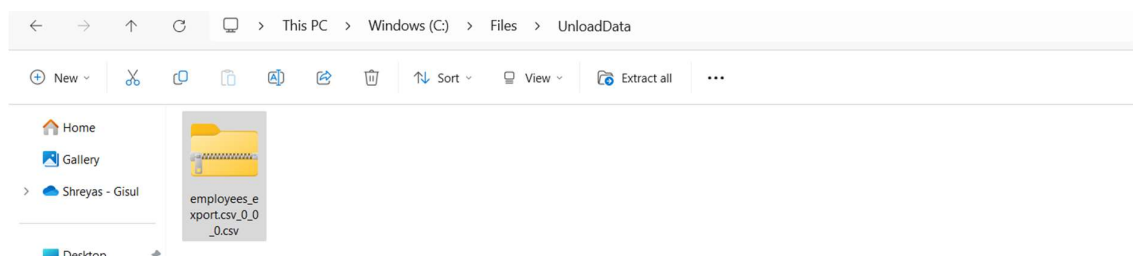 This PC > Windows (C:) > Files > UnloadData
New Sort View Extract all ...
Home
Gallery
> Shreyas - Gisul
Desktop
employees_e
xport.csv_0_0
_0.csv